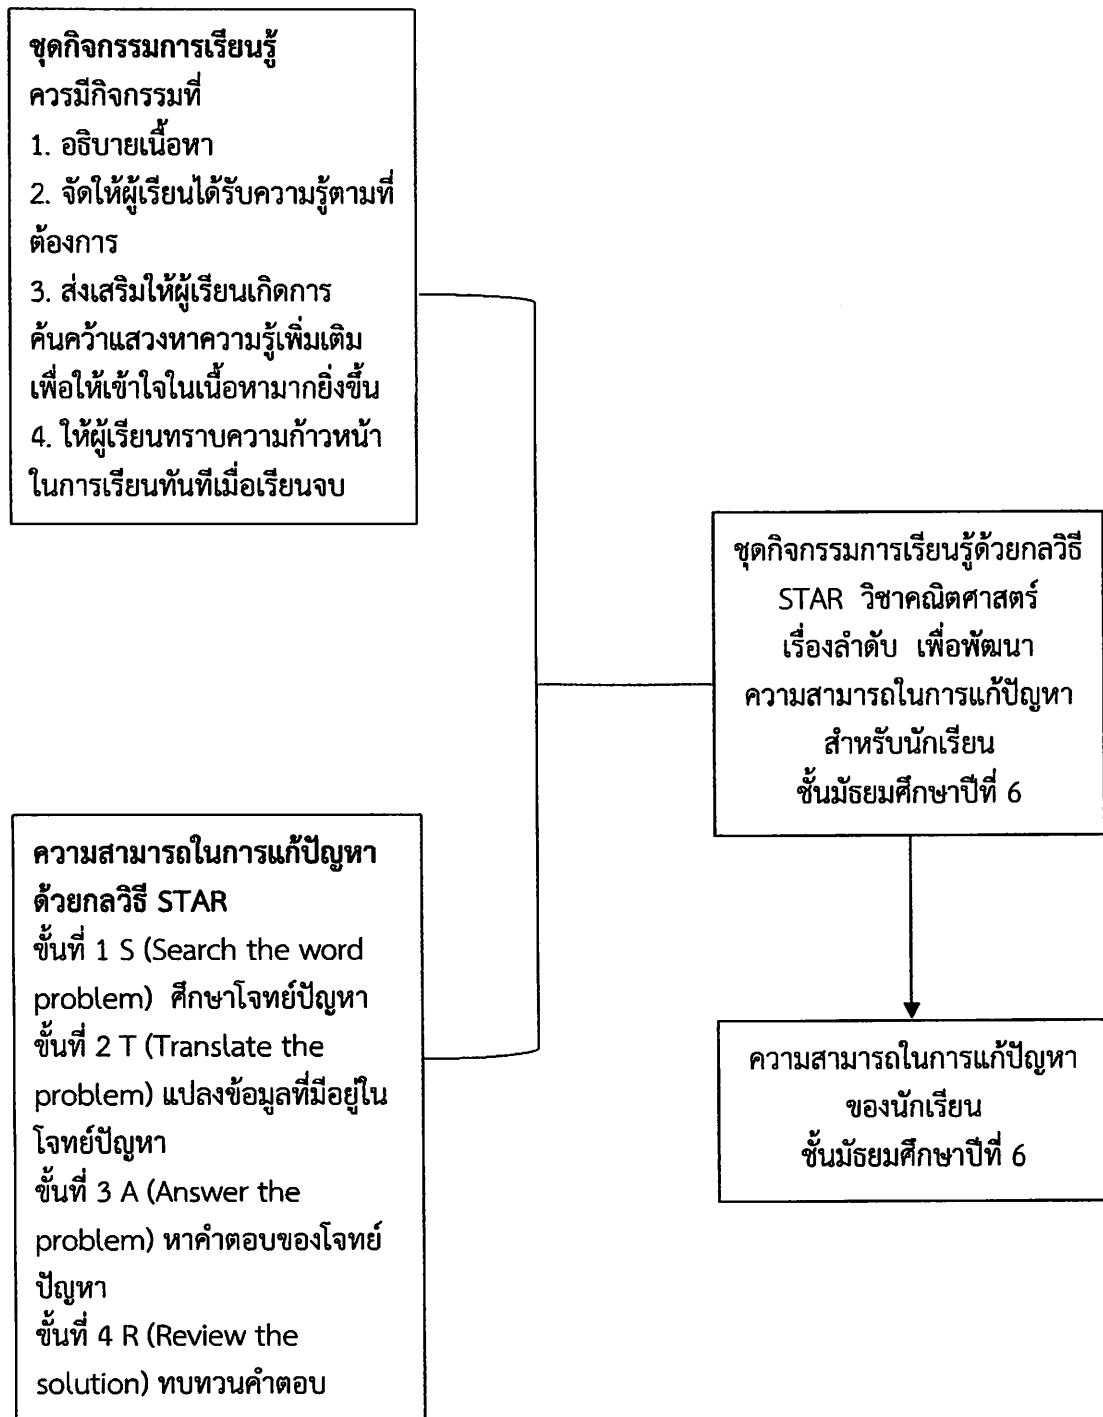 ชุดกิจกรรมการเรียนรู้
ควรมีกิจกรรมที่
1. อธิบายเนื้อหา
2. จัดให้ผู้เรียนได้รับความรู้ตามที่
ต้องการ
3. ส่งเสริมให้ผู้เรียนเกิดการ
ค้นคว้าแสวงหาความรู้เพิ่มเติม
เพื่อให้เข้าใจในเนื้อหามากยิ่งขึ้น
4. ให้ผู้เรียนทราบความก้าวหน้า
ในการเรียนทันทีเมื่อเรียนจบ
ความสามารถในการแก้ปัญหา
ด้วยกลวิธี STAR
ขั้นที่ 1 S (Search the word
problem) ศึกษาโจทย์ปัญหา
ขั้นที่ 2 T (Translate the
problem) แปลงข้อมูลที่มีอยู่ใน
โจทย์ปัญหา
ขั้นที่ 3 A (Answer the
problem) หาคำตอบของโจทย์
ปัญหา
ขั้นที่ 4 R (Review the
solution) ทบทวนคำตอบ
ชุดกิจกรรมการเรียนรู้ด้วยกลวิธี
STAR วิชาคณิตศาสตร์
เรื่องลำดับ เพื่อพัฒนา
ความสามารถในการแก้ปัญหา
สำหรับนักเรียน
ชั้นมัธยมศึกษาปีที่ 6
ความสามารถในการแก้ปัญหา
ของนักเรียน
ชั้นมัธยมศึกษาปีที่ 6